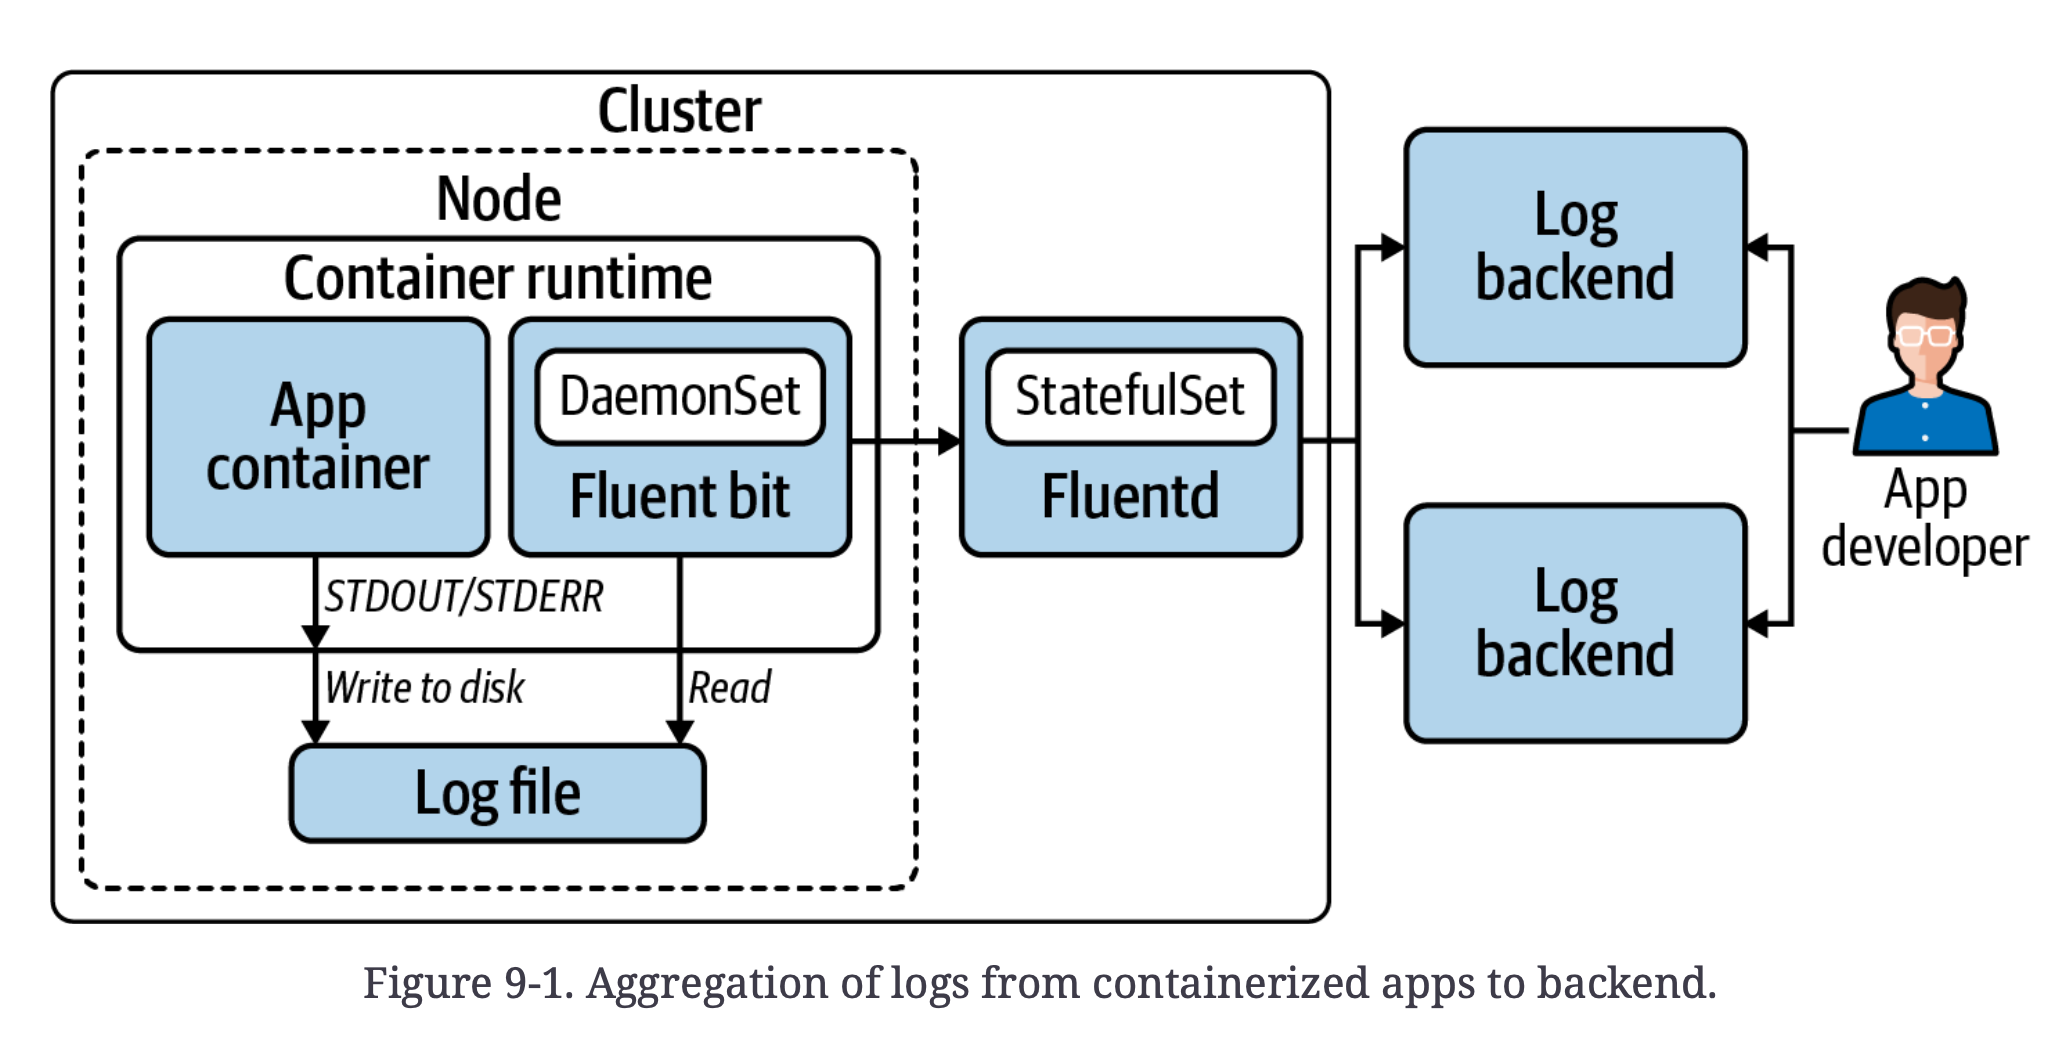 Cluster
Node
Container runtime
App
container
DaemonSet
Fluent bit
StatefulSet
Fluentd
STDOUT/STDERR
Write to disk
Read
Log file
Log
backend
Log
backend
App
developer
Figure 9-1. Aggregation of logs from containerized apps to backend.